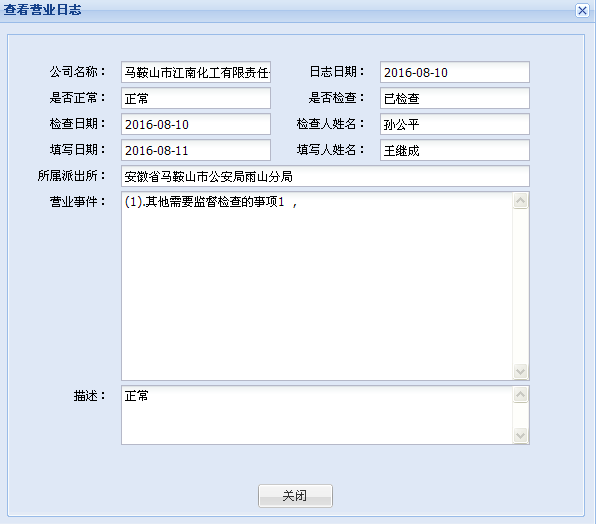 查看营业日志
公司名称： 马鞍山市江南化工有限责任 日志日期： 2016-08-10
是否正常： 正常 是否检查： 已检查
检查日期： 2016-08-10 检查人姓名： 孙公平
填写日期： 2016-08-11 填写人姓名： 王继成
所属派出所： 安徽省马鞍山市公安局雨山分局
营业事件： (1).其他需要监督检查的事项1 ,
描述： 正常
关闭